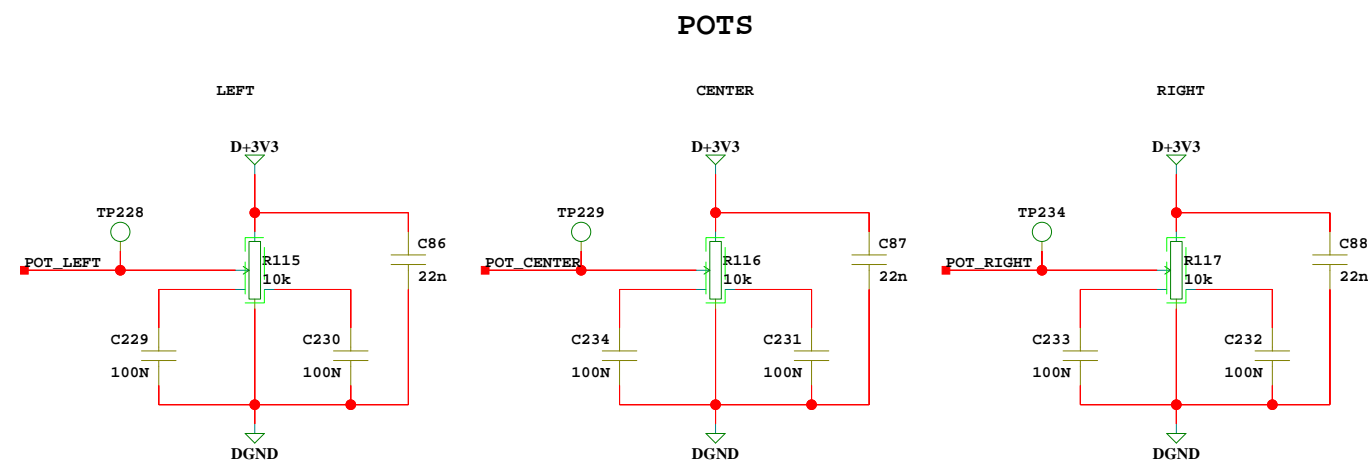 POTS
LEFT
CENTER
RIGHT
D+3V3
D+3V3
D+3V3
TP228
TP229
TP234
C86
C87
C88
POT_LEFT
R115
POT_CENTER
R116
POT_RIGHT
R117
10k
22n
10k
22n
10k
22n
C229
C230
C234
C231
C233
C232
100N
100N
100N
100N
100N
100N
DGND
DGND
DGND